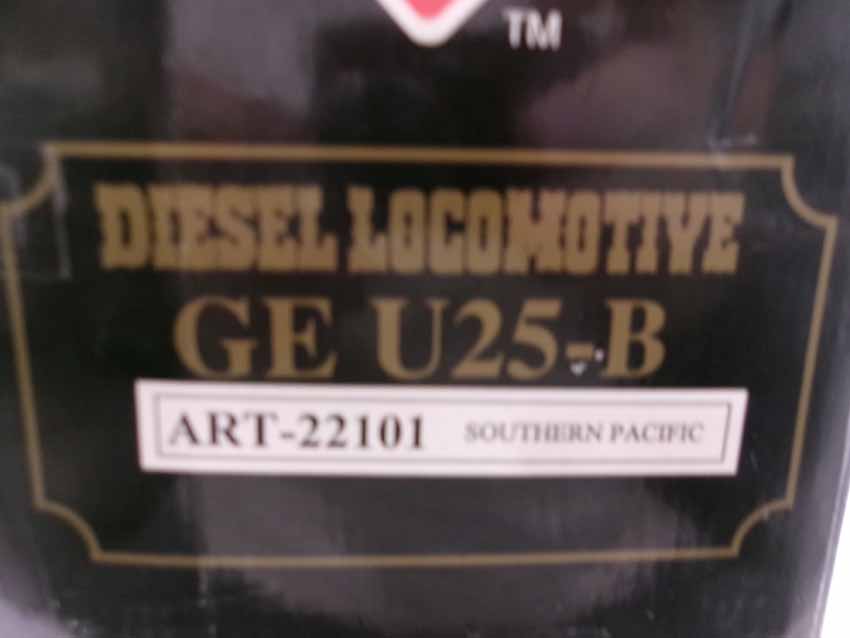 TM
DIESEL LOCOMOTIVE
GE U25-B
ART-22101 SOUTHERN PACIFIC